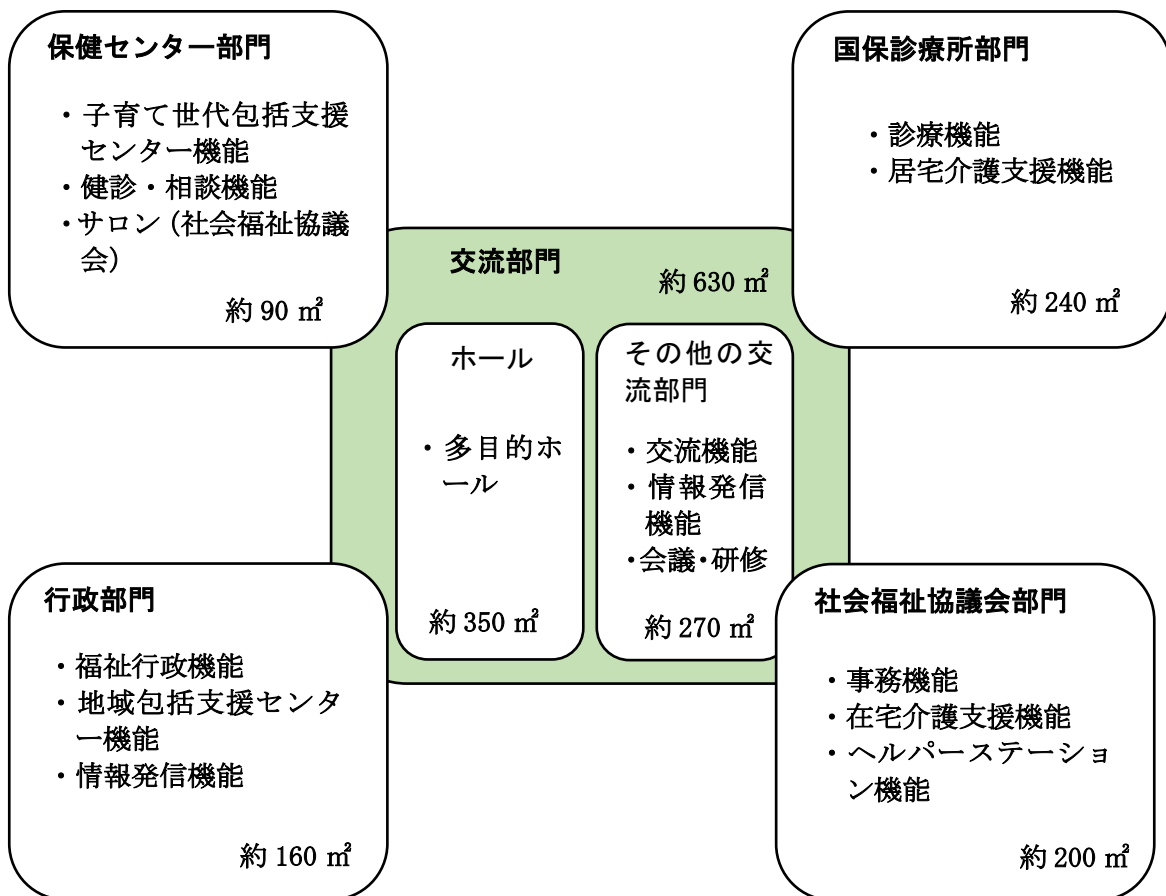 保健センター部門
・子育て世代包括支援
センター機能
・健診・相談機能
・サロン（社会福祉協議
会）
約 90 ㎡
国保診療所部門
・診療機能
・居宅介護支援機能
約 240 ㎡
交流部門
約 630 ㎡
ホール
・多目的ホ
ール
約 350 ㎡
その他の交
流部門
・交流機能
・情報発信
機能
・会議・研修
約 270 ㎡
行政部門
・福祉行政機能
・地域包括支援センタ
ー機能
・情報発信機能
約 160 ㎡
社会福祉協議会部門
・事務機能
・在宅介護支援機能
・ヘルパーステーショ
ン機能
約 200 ㎡